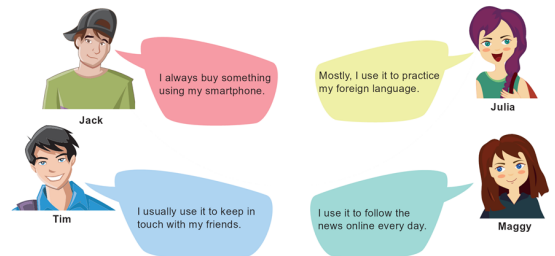 I always buy something
using my smartphone.
Jack
Mostly, I use it to practice
my foreign language.
Julia
I usually use it to keep in
touch with my friends.
Tim
I use it to follow the
news online every day.
Maggy